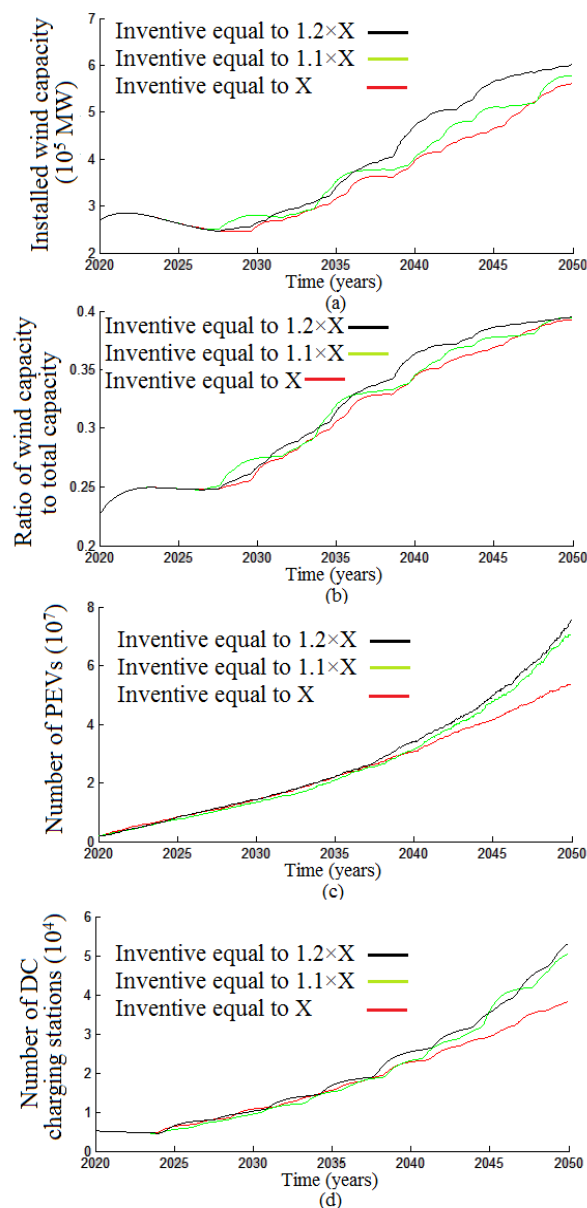 7
6
5
4
3
2
Installed wind capacity
(10⁵ MW)
Inventive equal to 1.2×X
Inventive equal to 1.1×X
Inventive equal to X
2020 2025 2030 2035 2040 2045 2050
Time (years)
(a)
0.4
0.35
0.3
0.25
0.2
Ratio of wind capacity
to total capacity
Inventive equal to 1.2×X
Inventive equal to 1.1×X
Inventive equal to X
2020 2025 2030 2035 2040 2045 2050
Time (years)
(b)
8
6
4
2
0
Number of PEVs (10⁷)
Inventive equal to 1.2×X
Inventive equal to 1.1×X
Inventive equal to X
2020 2025 2030 2035 2040 2045 2050
Time (years)
(c)
6
5
4
3
2
1
0
Number of DC
charging stations (10⁴)
Inventive equal to 1.2×X
Inventive equal to 1.1×X
Inventive equal to X
2020 2025 2030 2035 2040 2045 2050
Time (years)
(d)